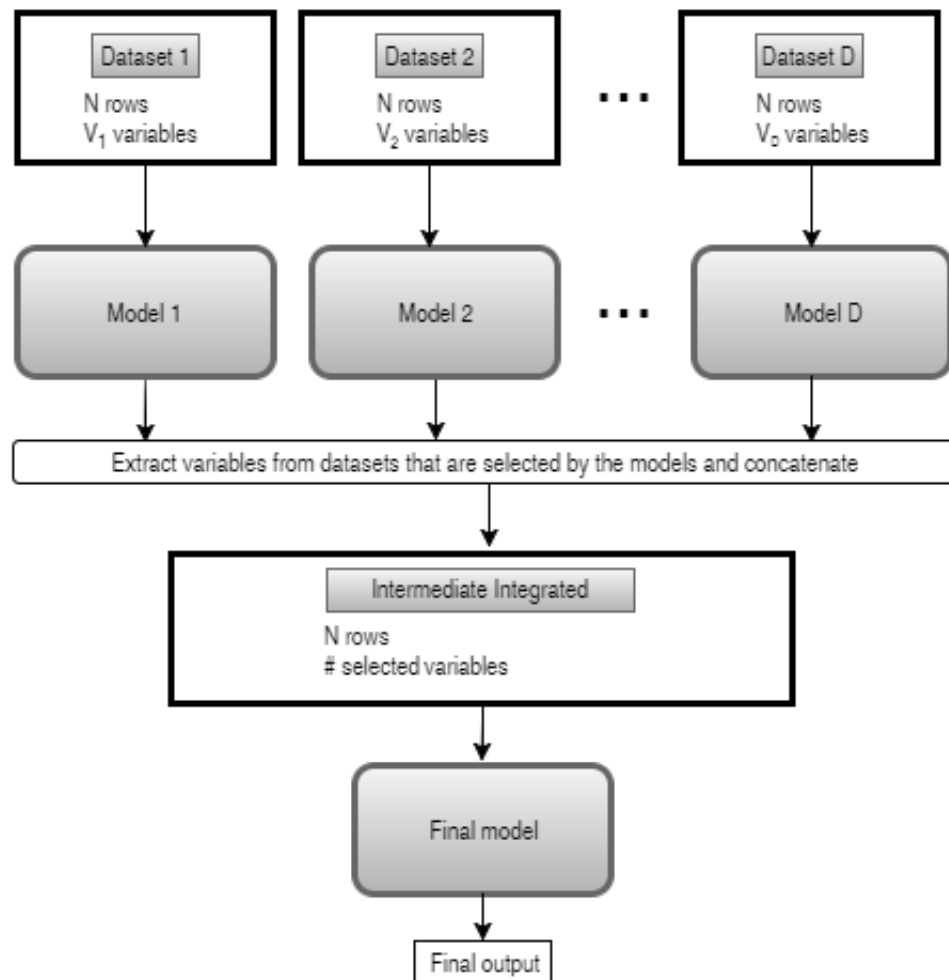 Dataset 1
N rows
V₁ variables
Dataset 2
N rows
V₂ variables
...
Dataset D
N rows
V_D variables
Model 1
Model 2
...
Model D
Extract variables from datasets that are selected by the models and concatenate
Intermediate Integrated
N rows
# selected variables
Final model
Final output